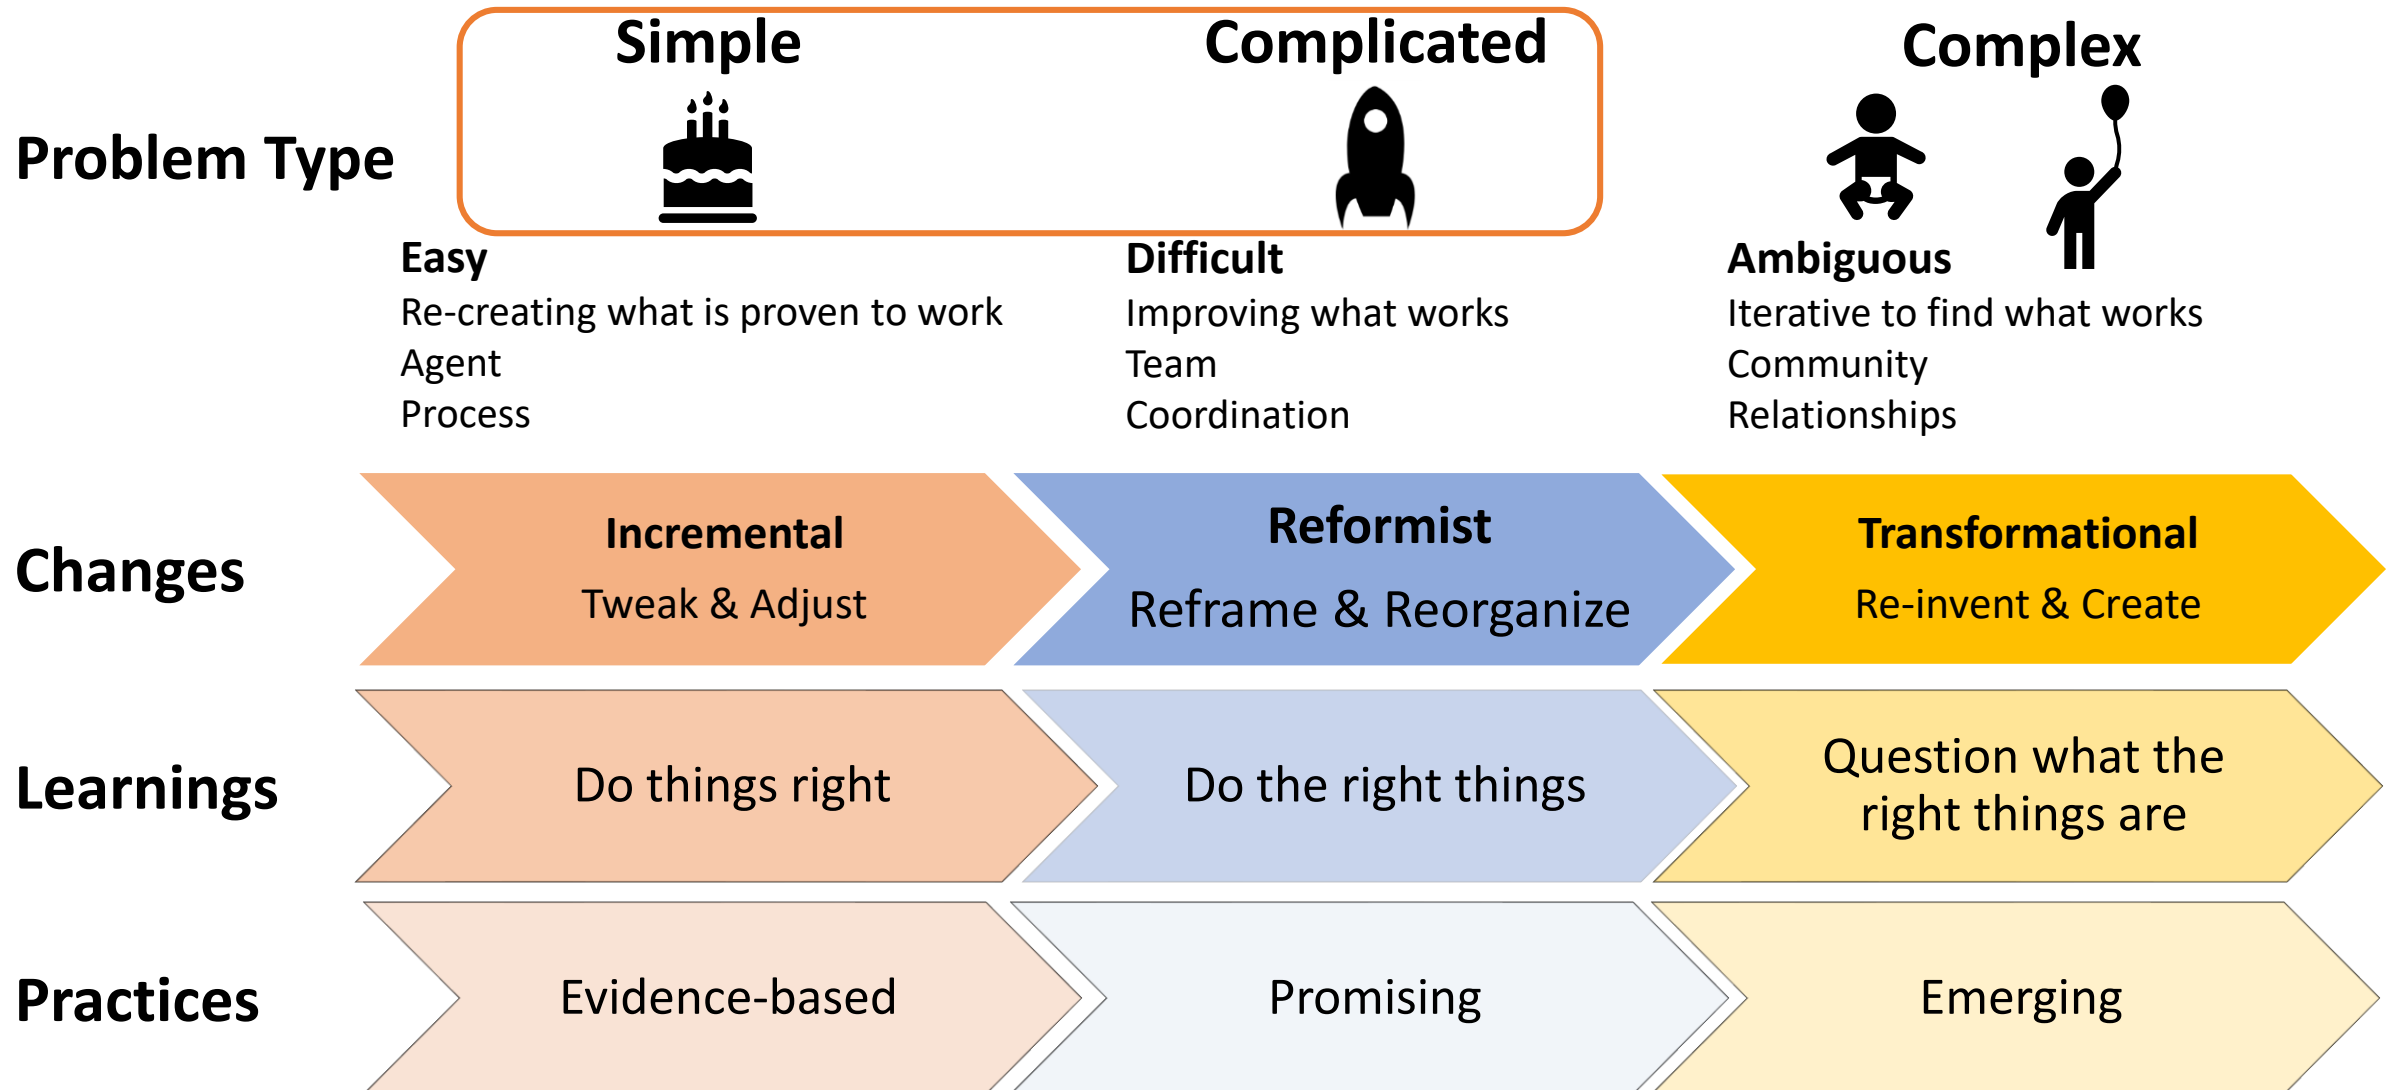 Simple
Complicated
Complex
Problem Type
Easy
Re-creating what is proven to work
Agent
Process
Difficult
Improving what works
Team
Coordination
Ambiguous
Iterative to find what works
Community
Relationships
Changes
Incremental
Tweak & Adjust
Reformist
Reframe & Reorganize
Transformational
Re-invent & Create
Learnings
Do things right
Do the right things
Question what the
right things are
Practices
Evidence-based
Promising
Emerging